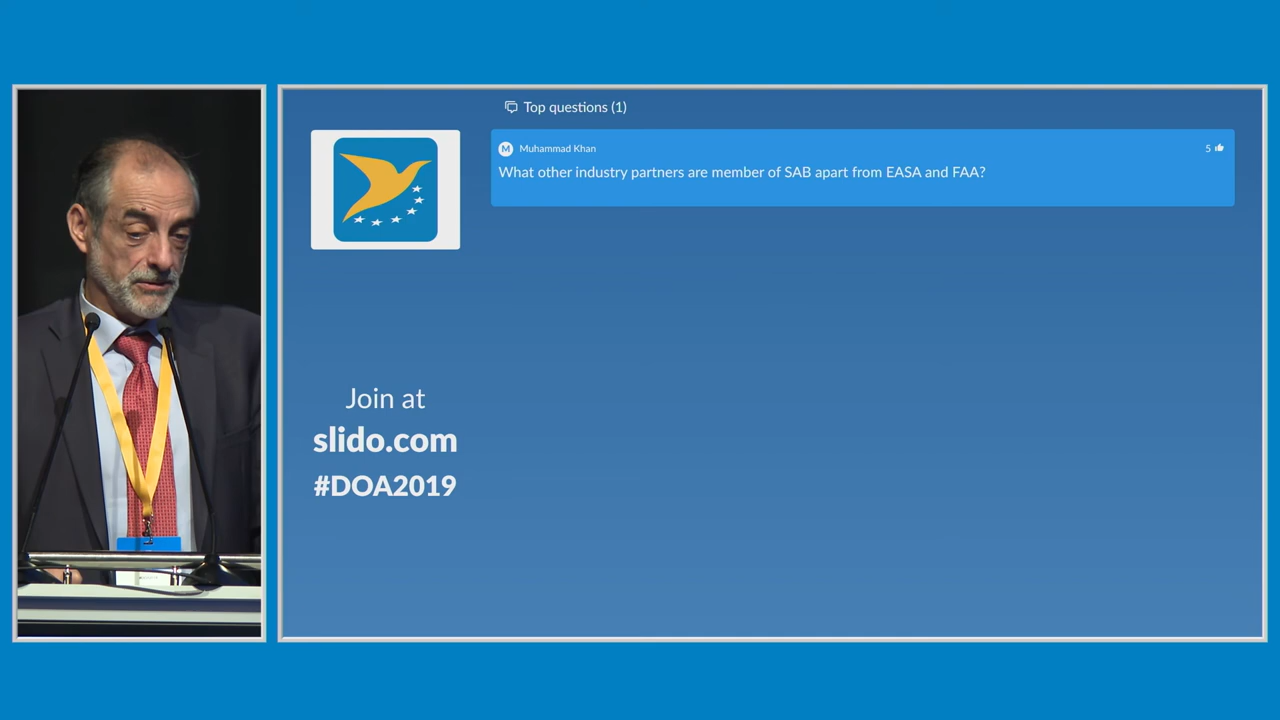 Top questions (1)
M Muhammad Khan 5
What other industry partners are member of SAB apart from EASA and FAA?
Join at
slido.com
#DOA2019